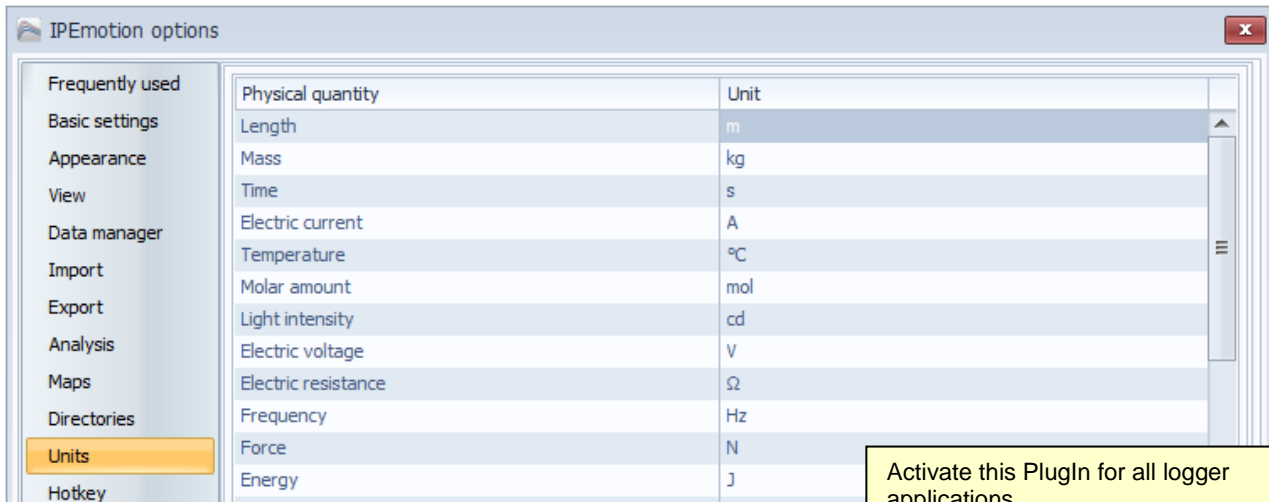 IPEmotion options
Frequently used
Basic settings
Appearance
View
Data manager
Import
Export
Analysis
Maps
Directories
Units
Hotkey
Physical quantity Unit
Length m
Mass kg
Time s
Electric current A
Temperature °C
Molar amount mol
Light intensity cd
Electric voltage V
Electric resistance Ω
Frequency Hz
Force N
Energy J
Activate this PlugIn for all logger
applications